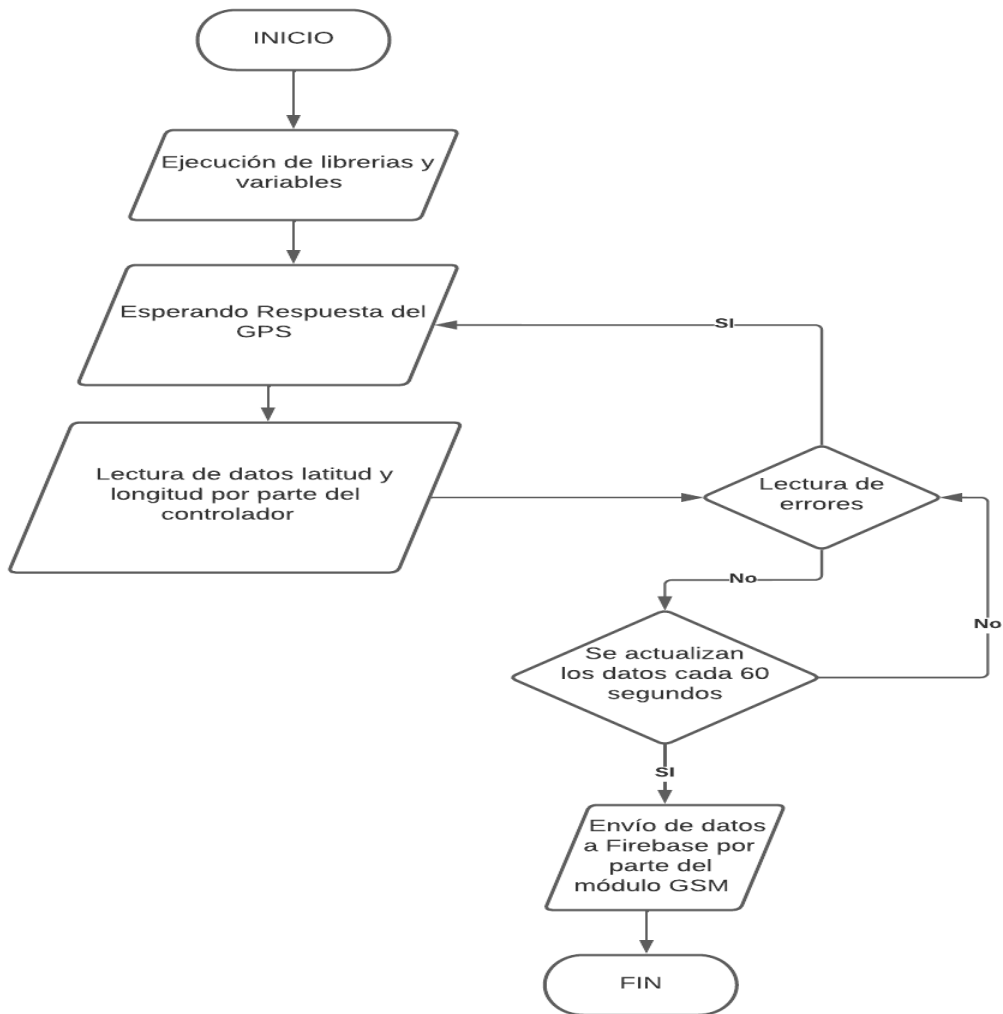 INICIO
Ejecución de librerias y
variables
Esperando Respuesta del
GPS
SI
Lectura de datos latitud y
longitud por parte del
controlador
Lectura de
errores
No
No
Se actualizan
los datos cada 60
segundos
SI
Envío de datos
a Firebase por
parte del
módulo GSM
FIN